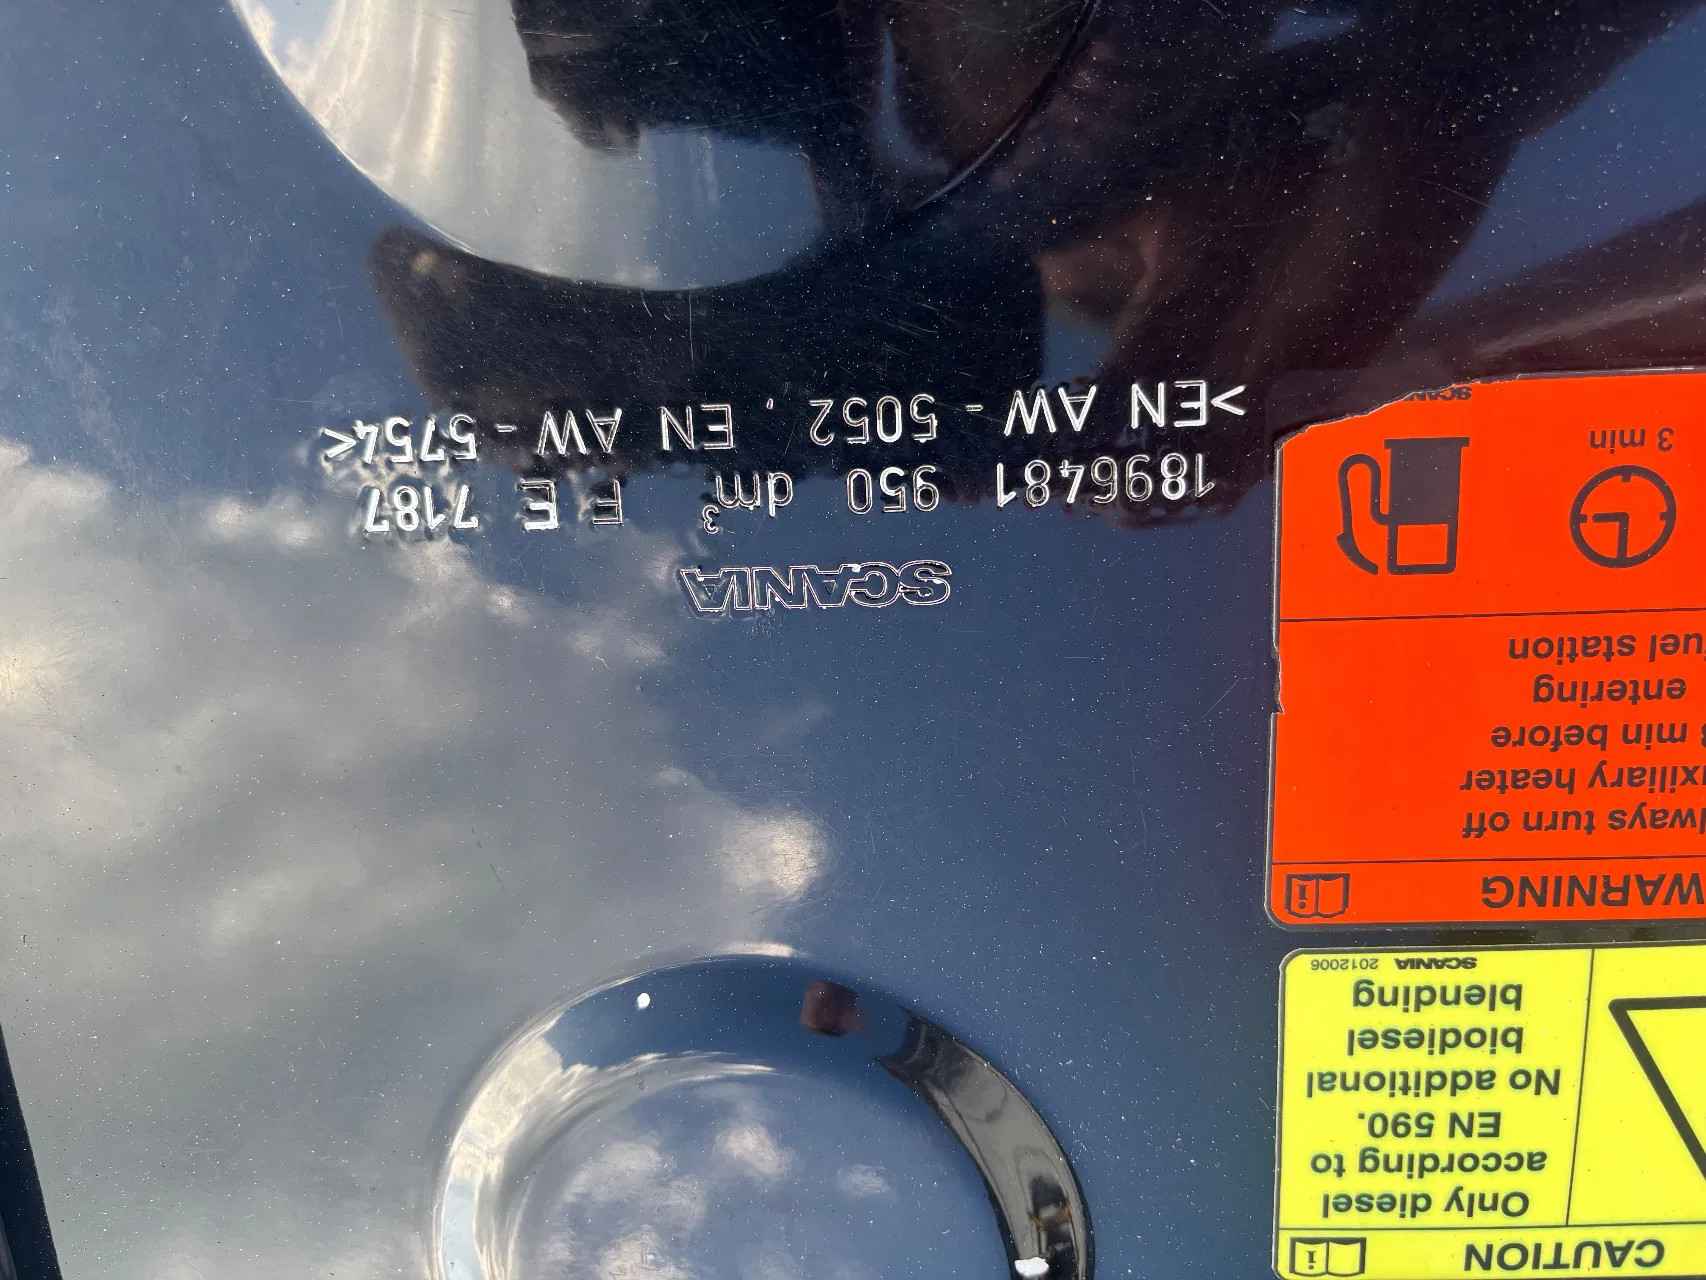 CAUTION
Only diesel
according to
EN 590.
No additional
biodiesel
blending
SCANIA 2012006
WARNING
lways turn off
uxiliary heater
3 min before
entering
fuel station
3 min
SCANIA
SCANIA
1896481 950 dm³ F E 7187
>EN AW - 5052, EN AW - 5754<